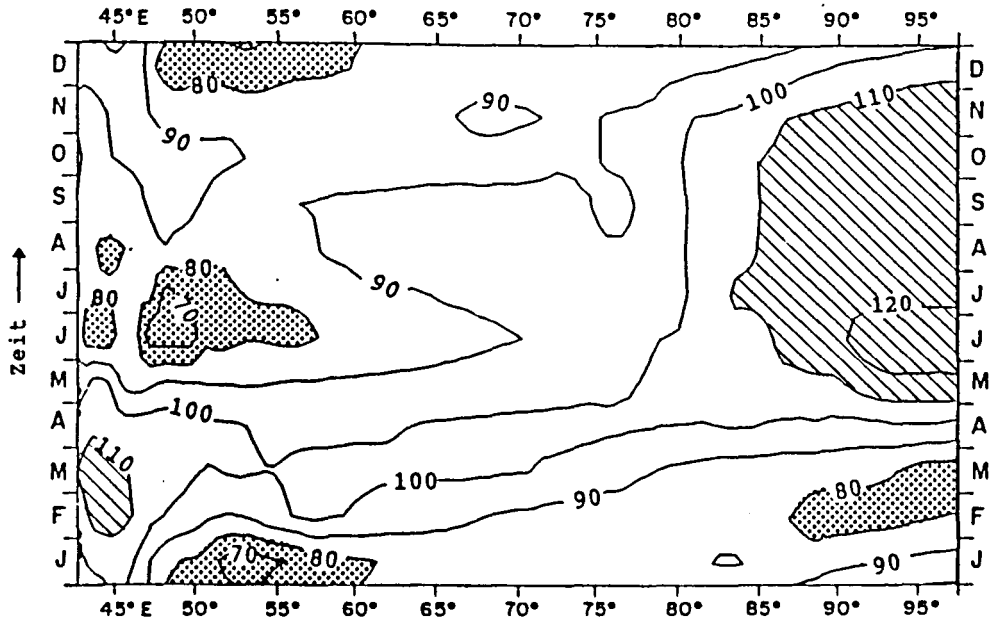 45° E 50° 55° 60° 65° 70° 75° 80° 85° 90° 95°
D 80 D
N 90 100 110 N
O 90 O
S S
A A
80
J 80 90 120 J
70
J J
Zeit
M M
A 100 A
110
M 100 80 M
F 90 F
J 70 80 90 J
45° E 50° 55° 60° 65° 70° 75° 80° 85° 90° 95°